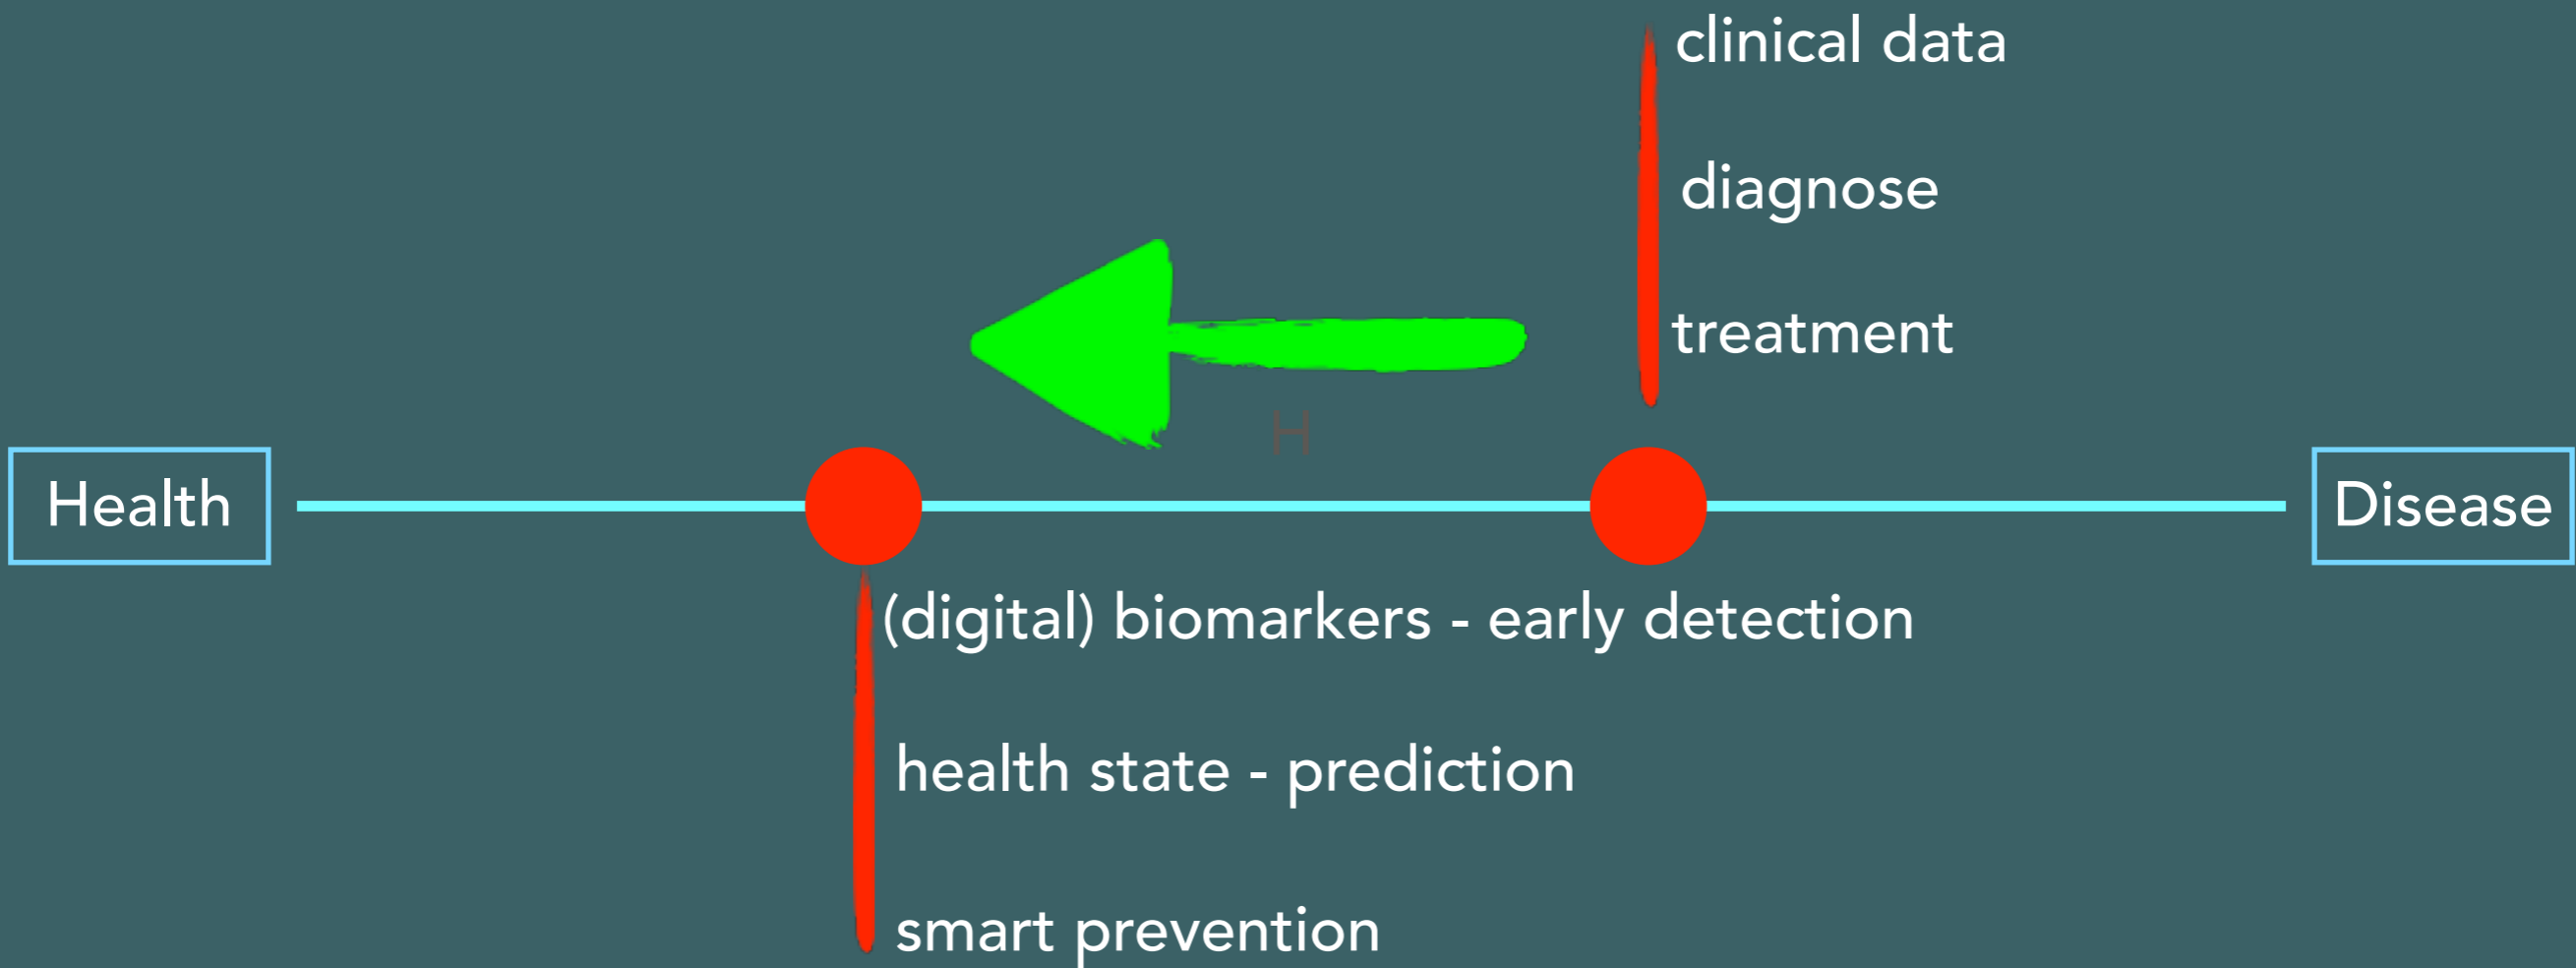 clinical data
diagnose
treatment
H
Health
Disease
(digital) biomarkers - early detection
health state - prediction
smart prevention